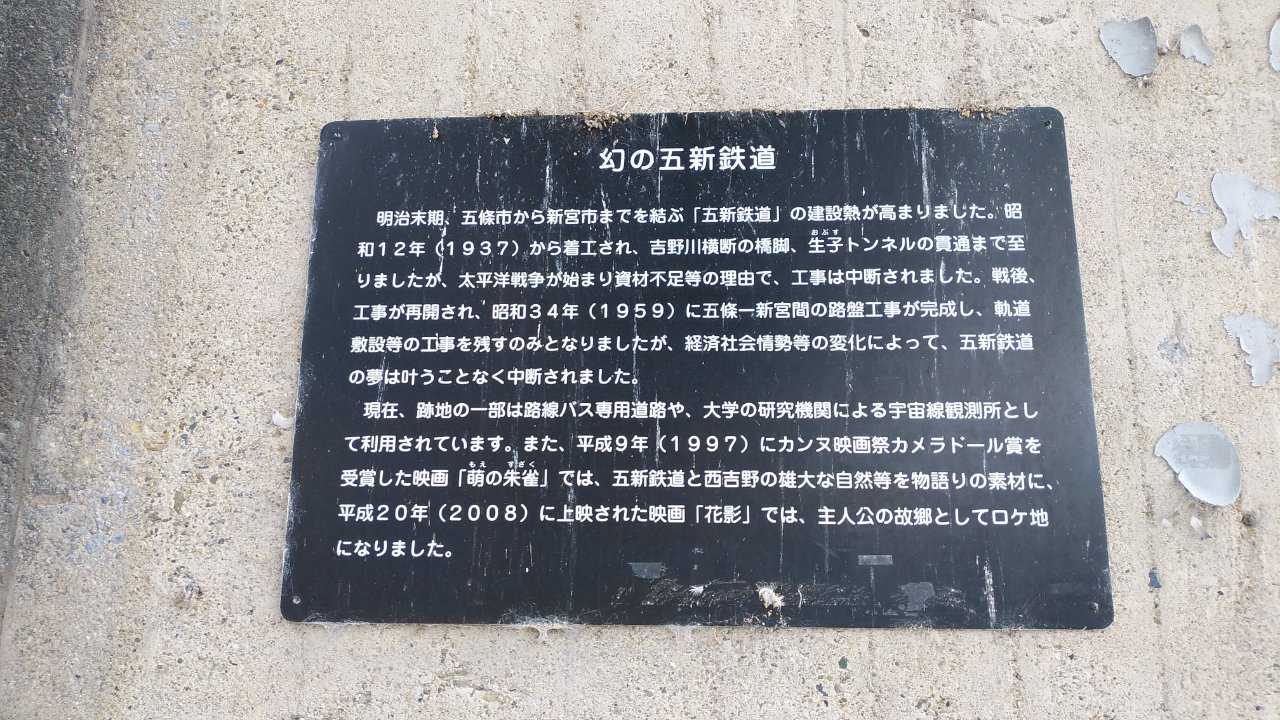 幻の五新鉄道
明治末期、五條市から新宮市までを結ぶ「五新鉄道」の建設熱が高まりました。昭
和12年(1937)から着工され、吉野川横断の橋脚、生子トンネルの貫通まで至
おぶす
りましたが、太平洋戦争が始まり資材不足等の理由で、工事は中断されました。戦後、
工事が再開され、昭和34年(1959)に五條ー新宮間の路盤工事が完成し、軌道
敷設等の工事を残すのみとなりましたが、経済社会情勢等の変化によって、五新鉄道
の夢は叶うことなく中断されました。
現在、跡地の一部は路線バス専用道路や、大学の研究機関による宇宙線観測所とし
て利用されています。また、平成9年(1997)にカンヌ映画祭カメラドール賞を
もえ すざく
受賞した映画「萌の朱雀」では、五新鉄道と西吉野の雄大な自然等を物語りの素材に、
平成20年(2008)に上映された映画「花影」では、主人公の故郷としてロケ地
になりました。